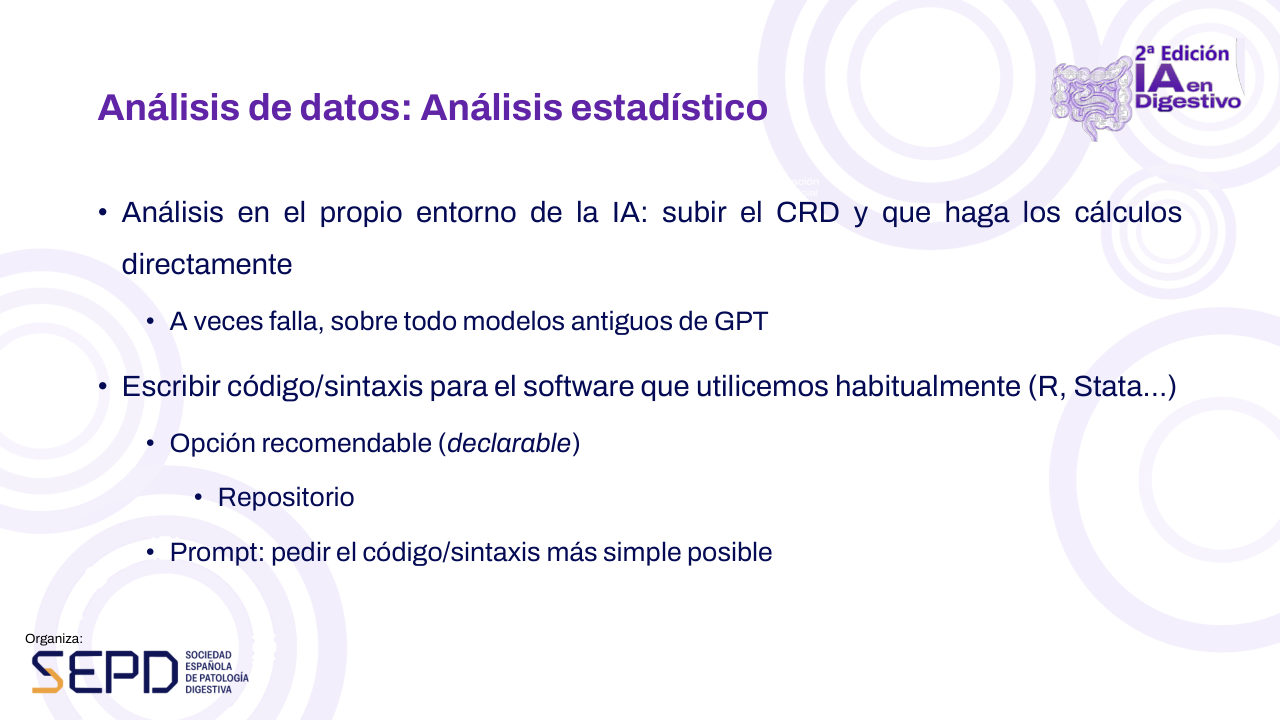 2ª Edición
IA en
Digestivo
Análisis de datos: Análisis estadístico
• Análisis en el propio entorno de la IA: subir el CRD y que haga los cálculos
directamente
• A veces falla, sobre todo modelos antiguos de GPT
• Escribir código/sintaxis para el software que utilicemos habitualmente (R, Stata...)
• Opción recomendable (declarable)
• Repositorio
• Prompt: pedir el código/sintaxis más simple posible
Organiza:
SEPD
SOCIEDAD
ESPAÑOLA
DE PATOLOGÍA
DIGESTIVA